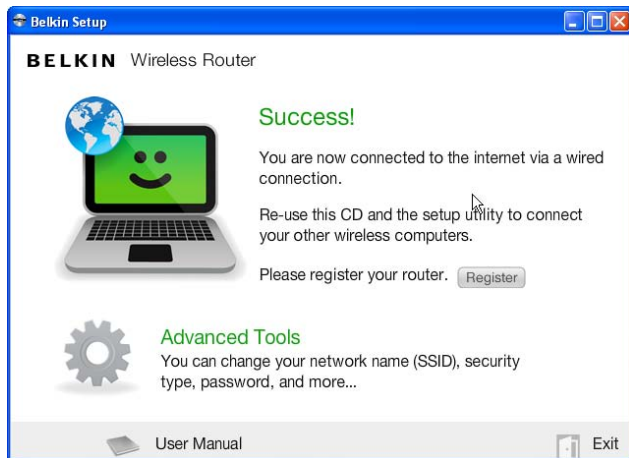 Belkin Setup
BELKIN Wireless Router
Success!
You are now connected to the internet via a wired
connection.
Re-use this CD and the setup utility to connect
your other wireless computers.
Please register your router. Register
Advanced Tools
You can change your network name (SSID), security
type, password, and more...
User Manual Exit